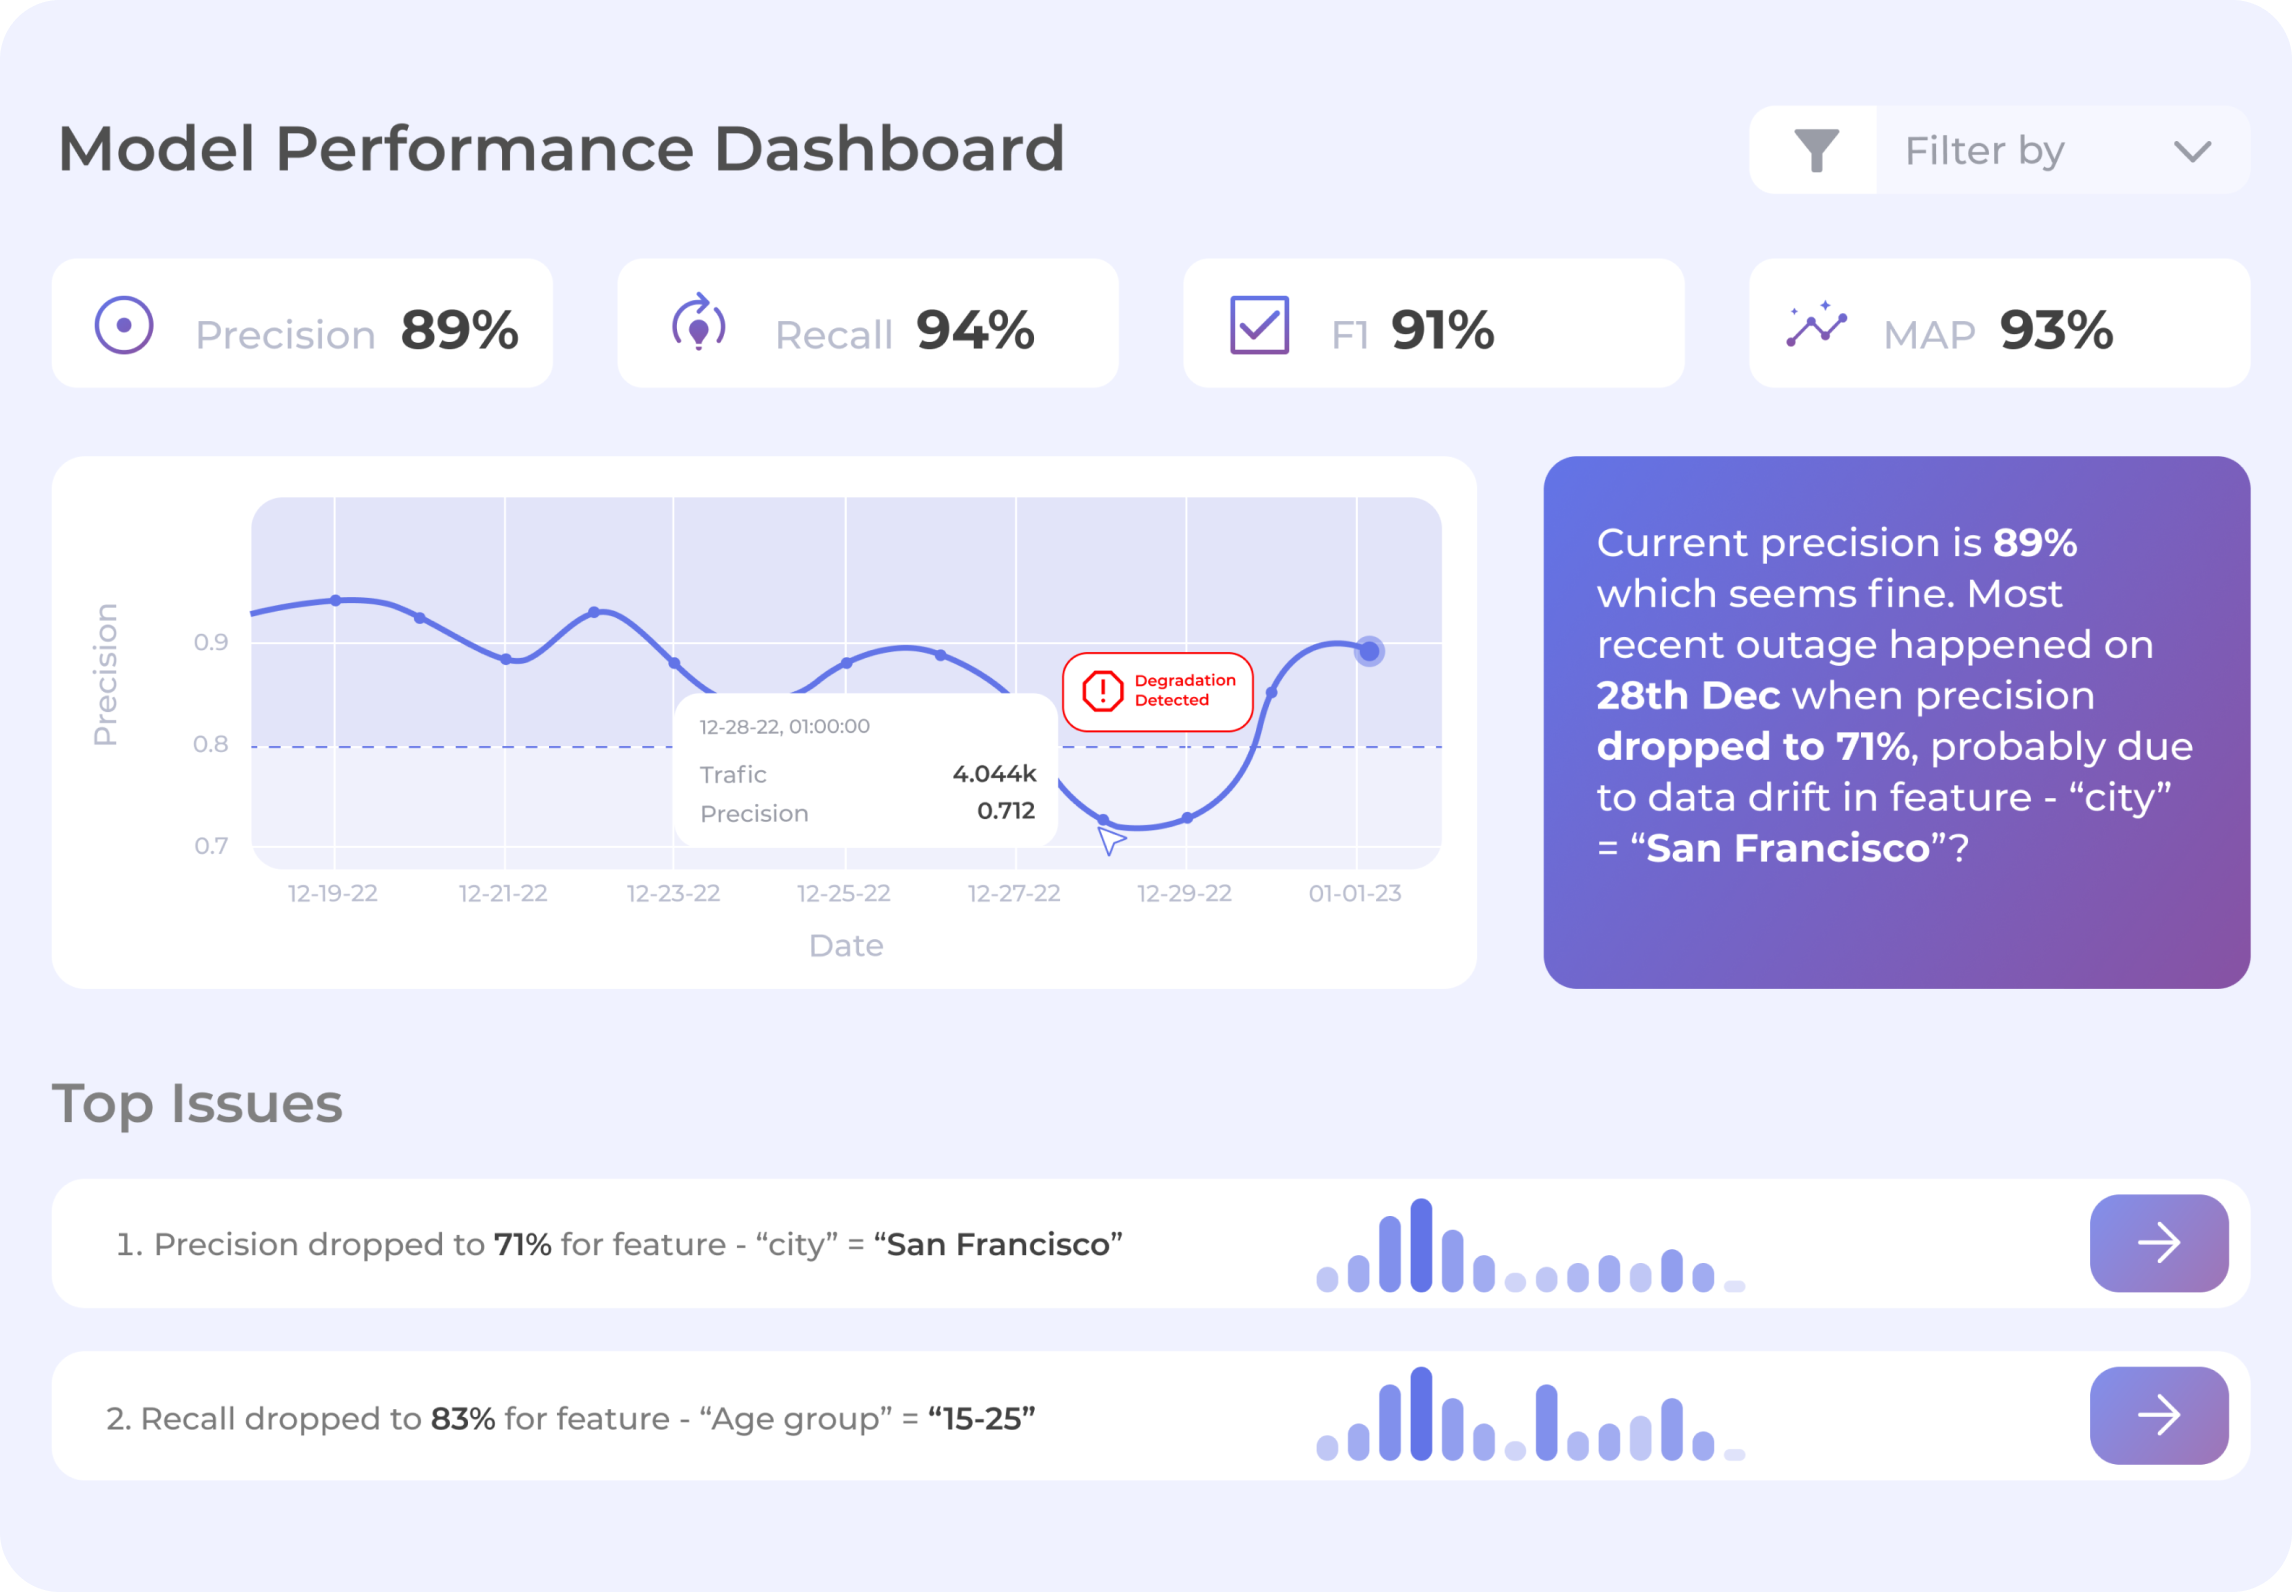 Model Performance Dashboard
Filter by
Precision 89%
Recall 94%
F1 91%
MAP 93%
Precision
0.9
0.8
0.7
Degradation
Detected
12-28-22, 01:00:00
Trafic 4.044k
Precision 0.712
12-19-22 12-21-22 12-23-22 12-25-22 12-27-22 12-29-22 01-01-23
Date
Current precision is 89%
which seems fine. Most
recent outage happened on
28th Dec when precision
dropped to 71%, probably due
to data drift in feature - “city”
= “San Francisco”?
Top Issues
1. Precision dropped to 71% for feature - “city” = “San Francisco”
2. Recall dropped to 83% for feature - “Age group” = “15-25”